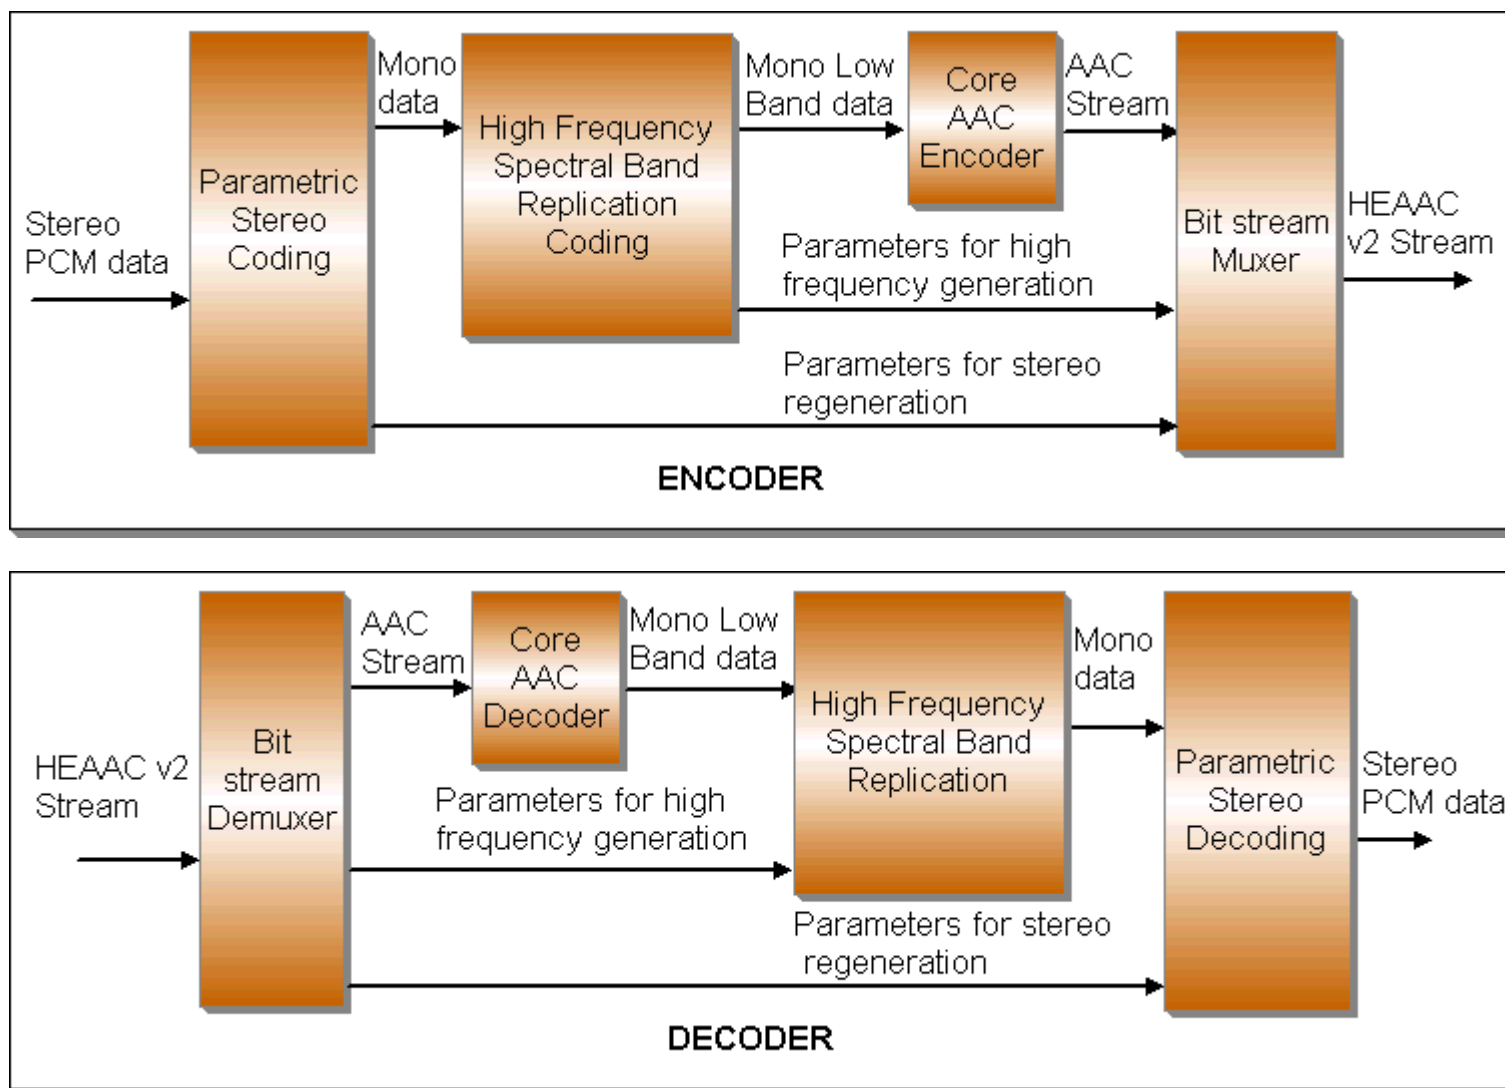 Stereo
PCM data
Parametric
Stereo
Coding
Mono
data
High Frequency
Spectral Band
Replication
Coding
Mono Low
Band data
Core
AAC
Encoder
AAC
Stream
Parameters for high
frequency generation
Parameters for stereo
regeneration
Bit stream
Muxer
HEAAC
v2 Stream
ENCODER
HEAAC v2
Stream
Bit
stream
Demuxer
AAC
Stream
Core
AAC
Decoder
Mono Low
Band data
Parameters for high
frequency generation
High Frequency
Spectral Band
Replication
Mono
data
Parameters for stereo
regeneration
Parametric
Stereo
Decoding
Stereo
PCM data
DECODER